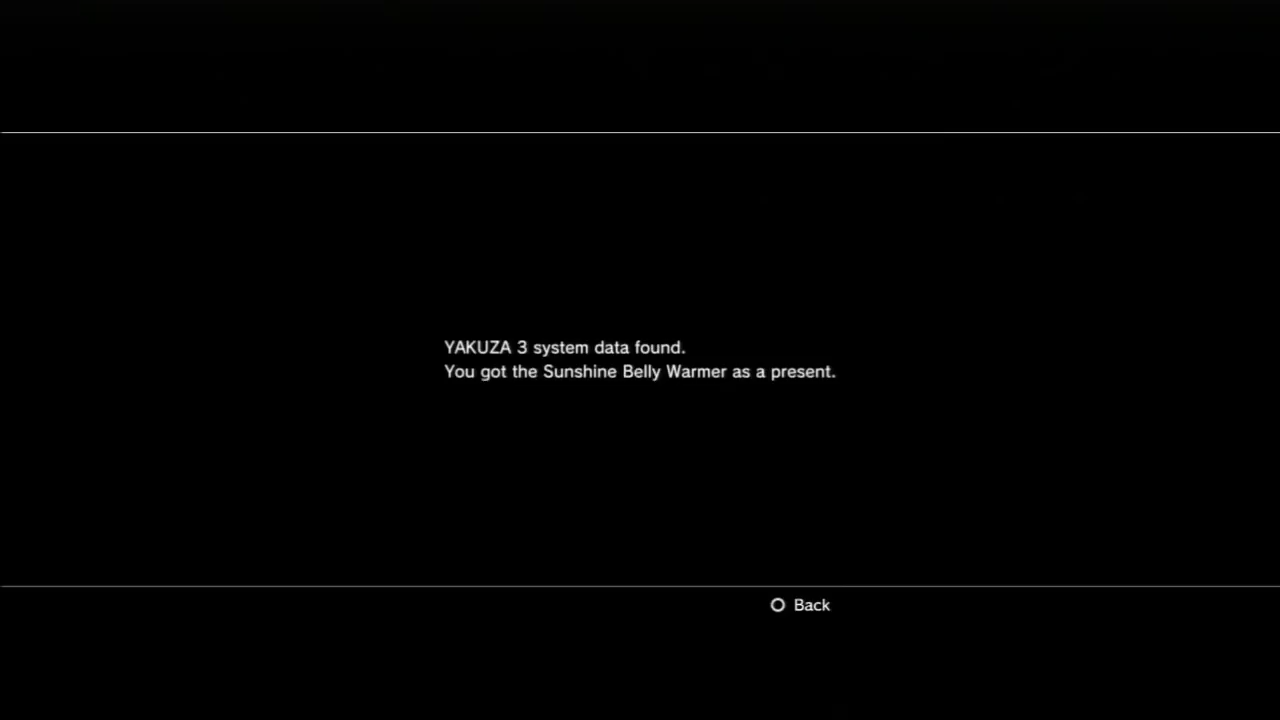 YAKUZA 3 system data found.
You got the Sunshine Belly Warmer as a present.
Back